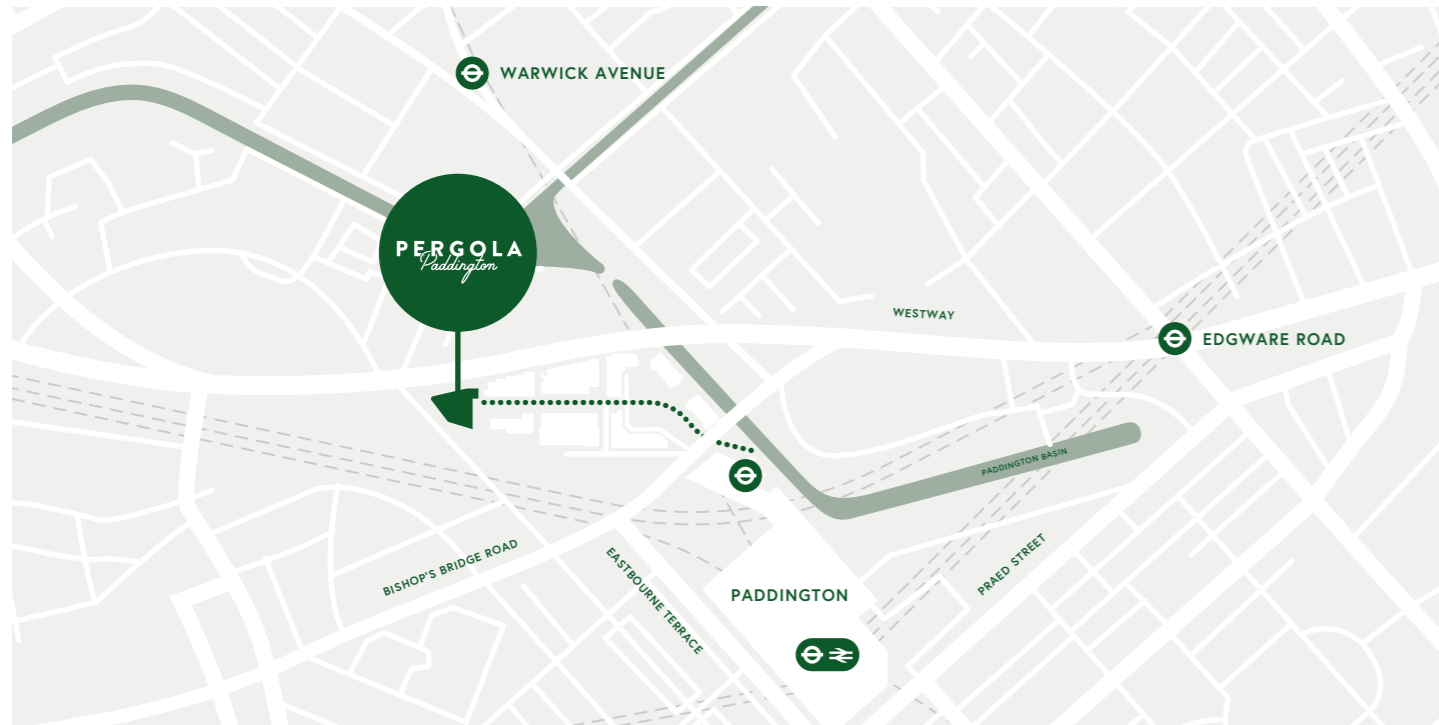 WARWICK AVENUE
PERGOLA
Paddington
WESTWAY
EDGWARE ROAD
PADDINGTON BASIN
BISHOP'S BRIDGE ROAD
EASTBOURNE TERRACE
PRAED STREET
PADDINGTON